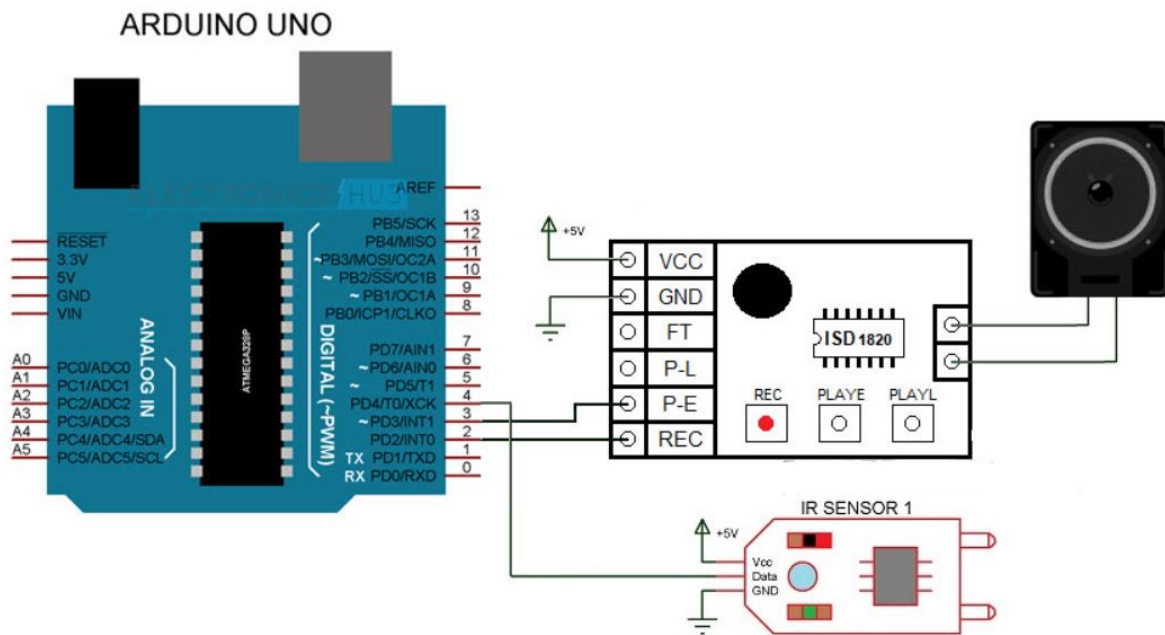 ARDUINO UNO
ELECTRONICS HUB
AREF
PB5/SCK 13
RESET
PB4/MISO 12
3.3V
~PB3/MOSI/OC2A 11
5V
~ PB2/SS/OC1B 10
GND
~ PB1/OC1A 9
VIN
PB0/ICP1/CLKO 8
ANALOG IN
ATMEGA328P
DIGITAL (~PWM)
PD7/AIN1 7
A0 PC0/ADC0
~ PD6/AIN0 6
A1 PC1/ADC1
~ PD5/T1 5
A2 PC2/ADC2
PD4/T0/XCK 4
A3 PC3/ADC3
~ PD3/INT1 3
A4 PC4/ADC4/SDA
PD2/INT0 2
A5 PC5/ADC5/SCL
TX PD1/TXD 1
RX PD0/RXD 0
+5V
VCC
GND
FT
P-L
P-E
REC
ISD 1820
REC PLAYE PLAYL
IR SENSOR 1
+5V
Vcc
Data
GND